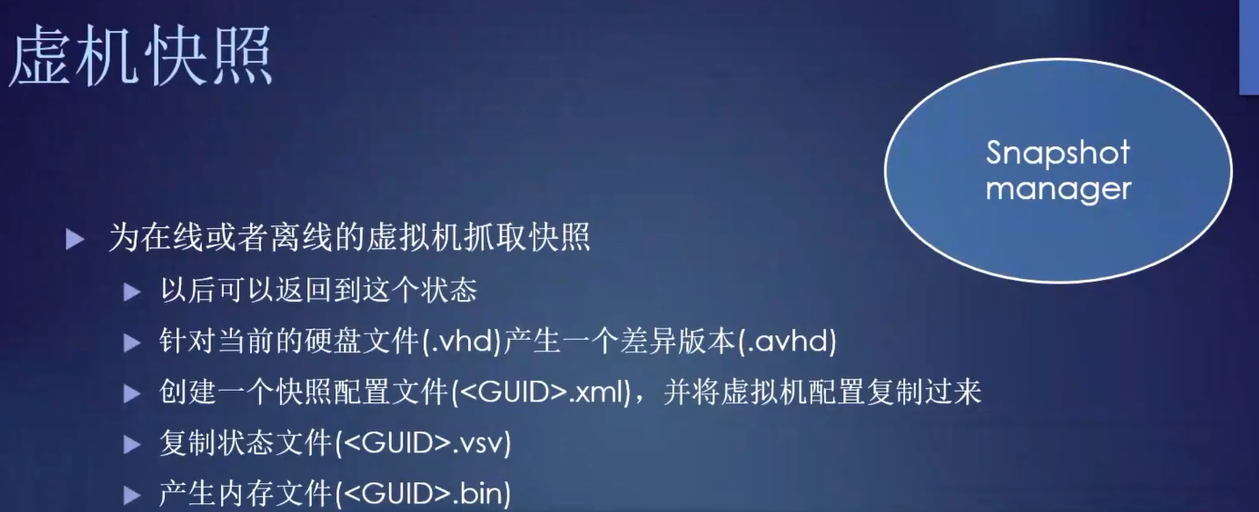 虚机快照
Snapshot
manager
为在线或者离线的虚拟机抓取快照
以后可以返回到这个状态
针对当前的硬盘文件(.vhd)产生一个差异版本(.avhd)
创建一个快照配置文件(<GUID>.xml)，并将虚拟机配置复制过来
复制状态文件(<GUID>.vsv)
产生内存文件(<GUID>.bin)